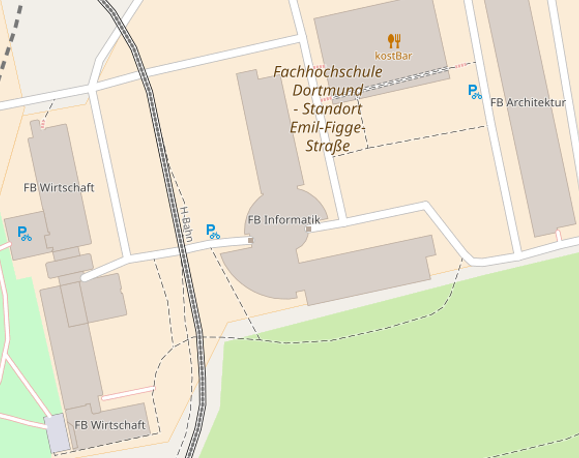 kostBar
Fachhochschule
Dortmund
- Standort
Emil-Figge-
Straße
FB Architektur
FB Wirtschaft
FB Informatik
H-Bahn
FB Wirtschaft